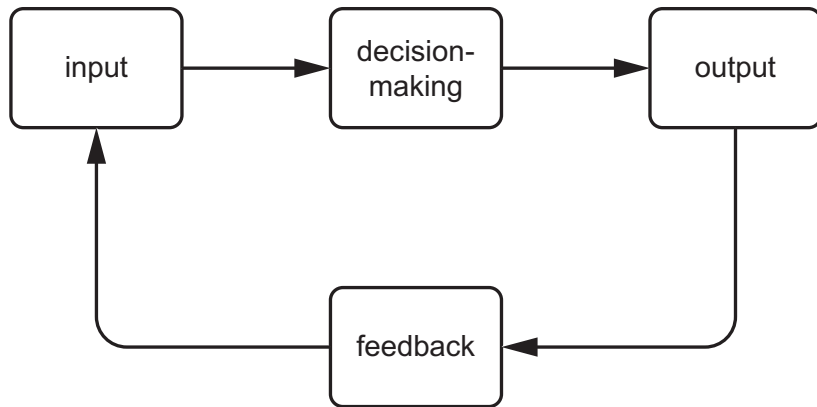 input
decision-
making
output
feedback